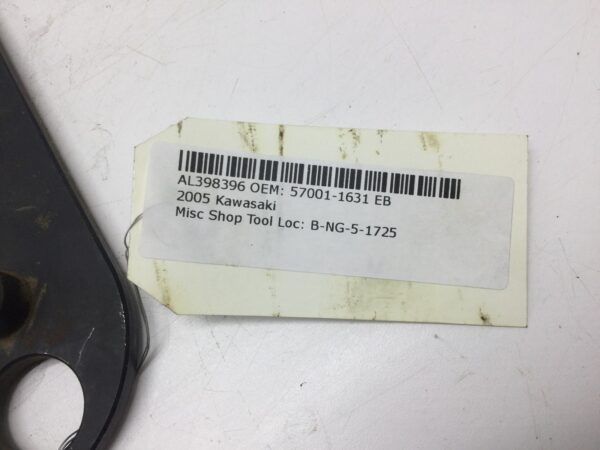 AL398396 OEM: 57001-1631 EB
2005 Kawasaki
Misc Shop Tool Loc: B-NG-5-1725